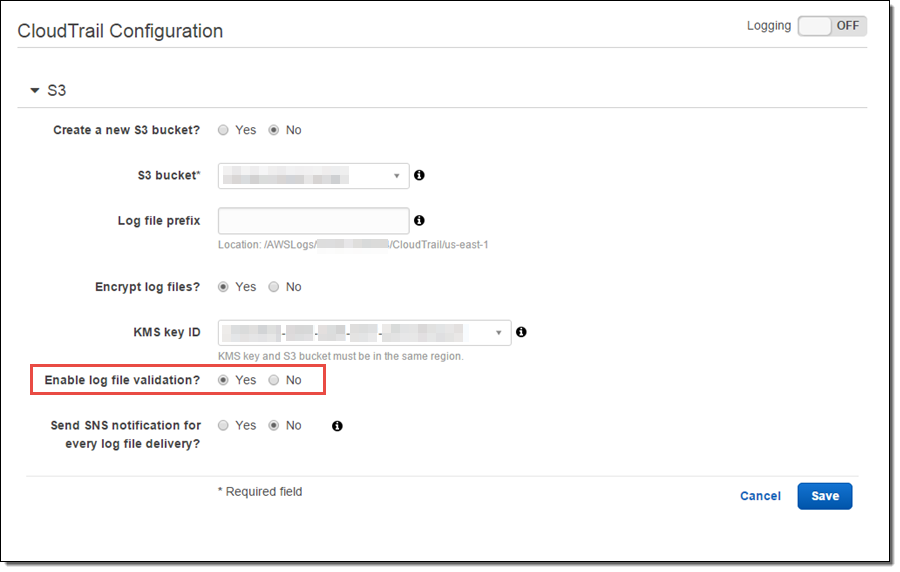 CloudTrail Configuration
Logging OFF
S3
Create a new S3 bucket? Yes No
S3 bucket*
Log file prefix
Location: /AWSLogs/ /CloudTrail/us-east-1
Encrypt log files? Yes No
KMS key ID - - - -
KMS key and S3 bucket must be in the same region.
Enable log file validation? Yes No
Send SNS notification for
every log file delivery? Yes No
* Required field
Cancel Save